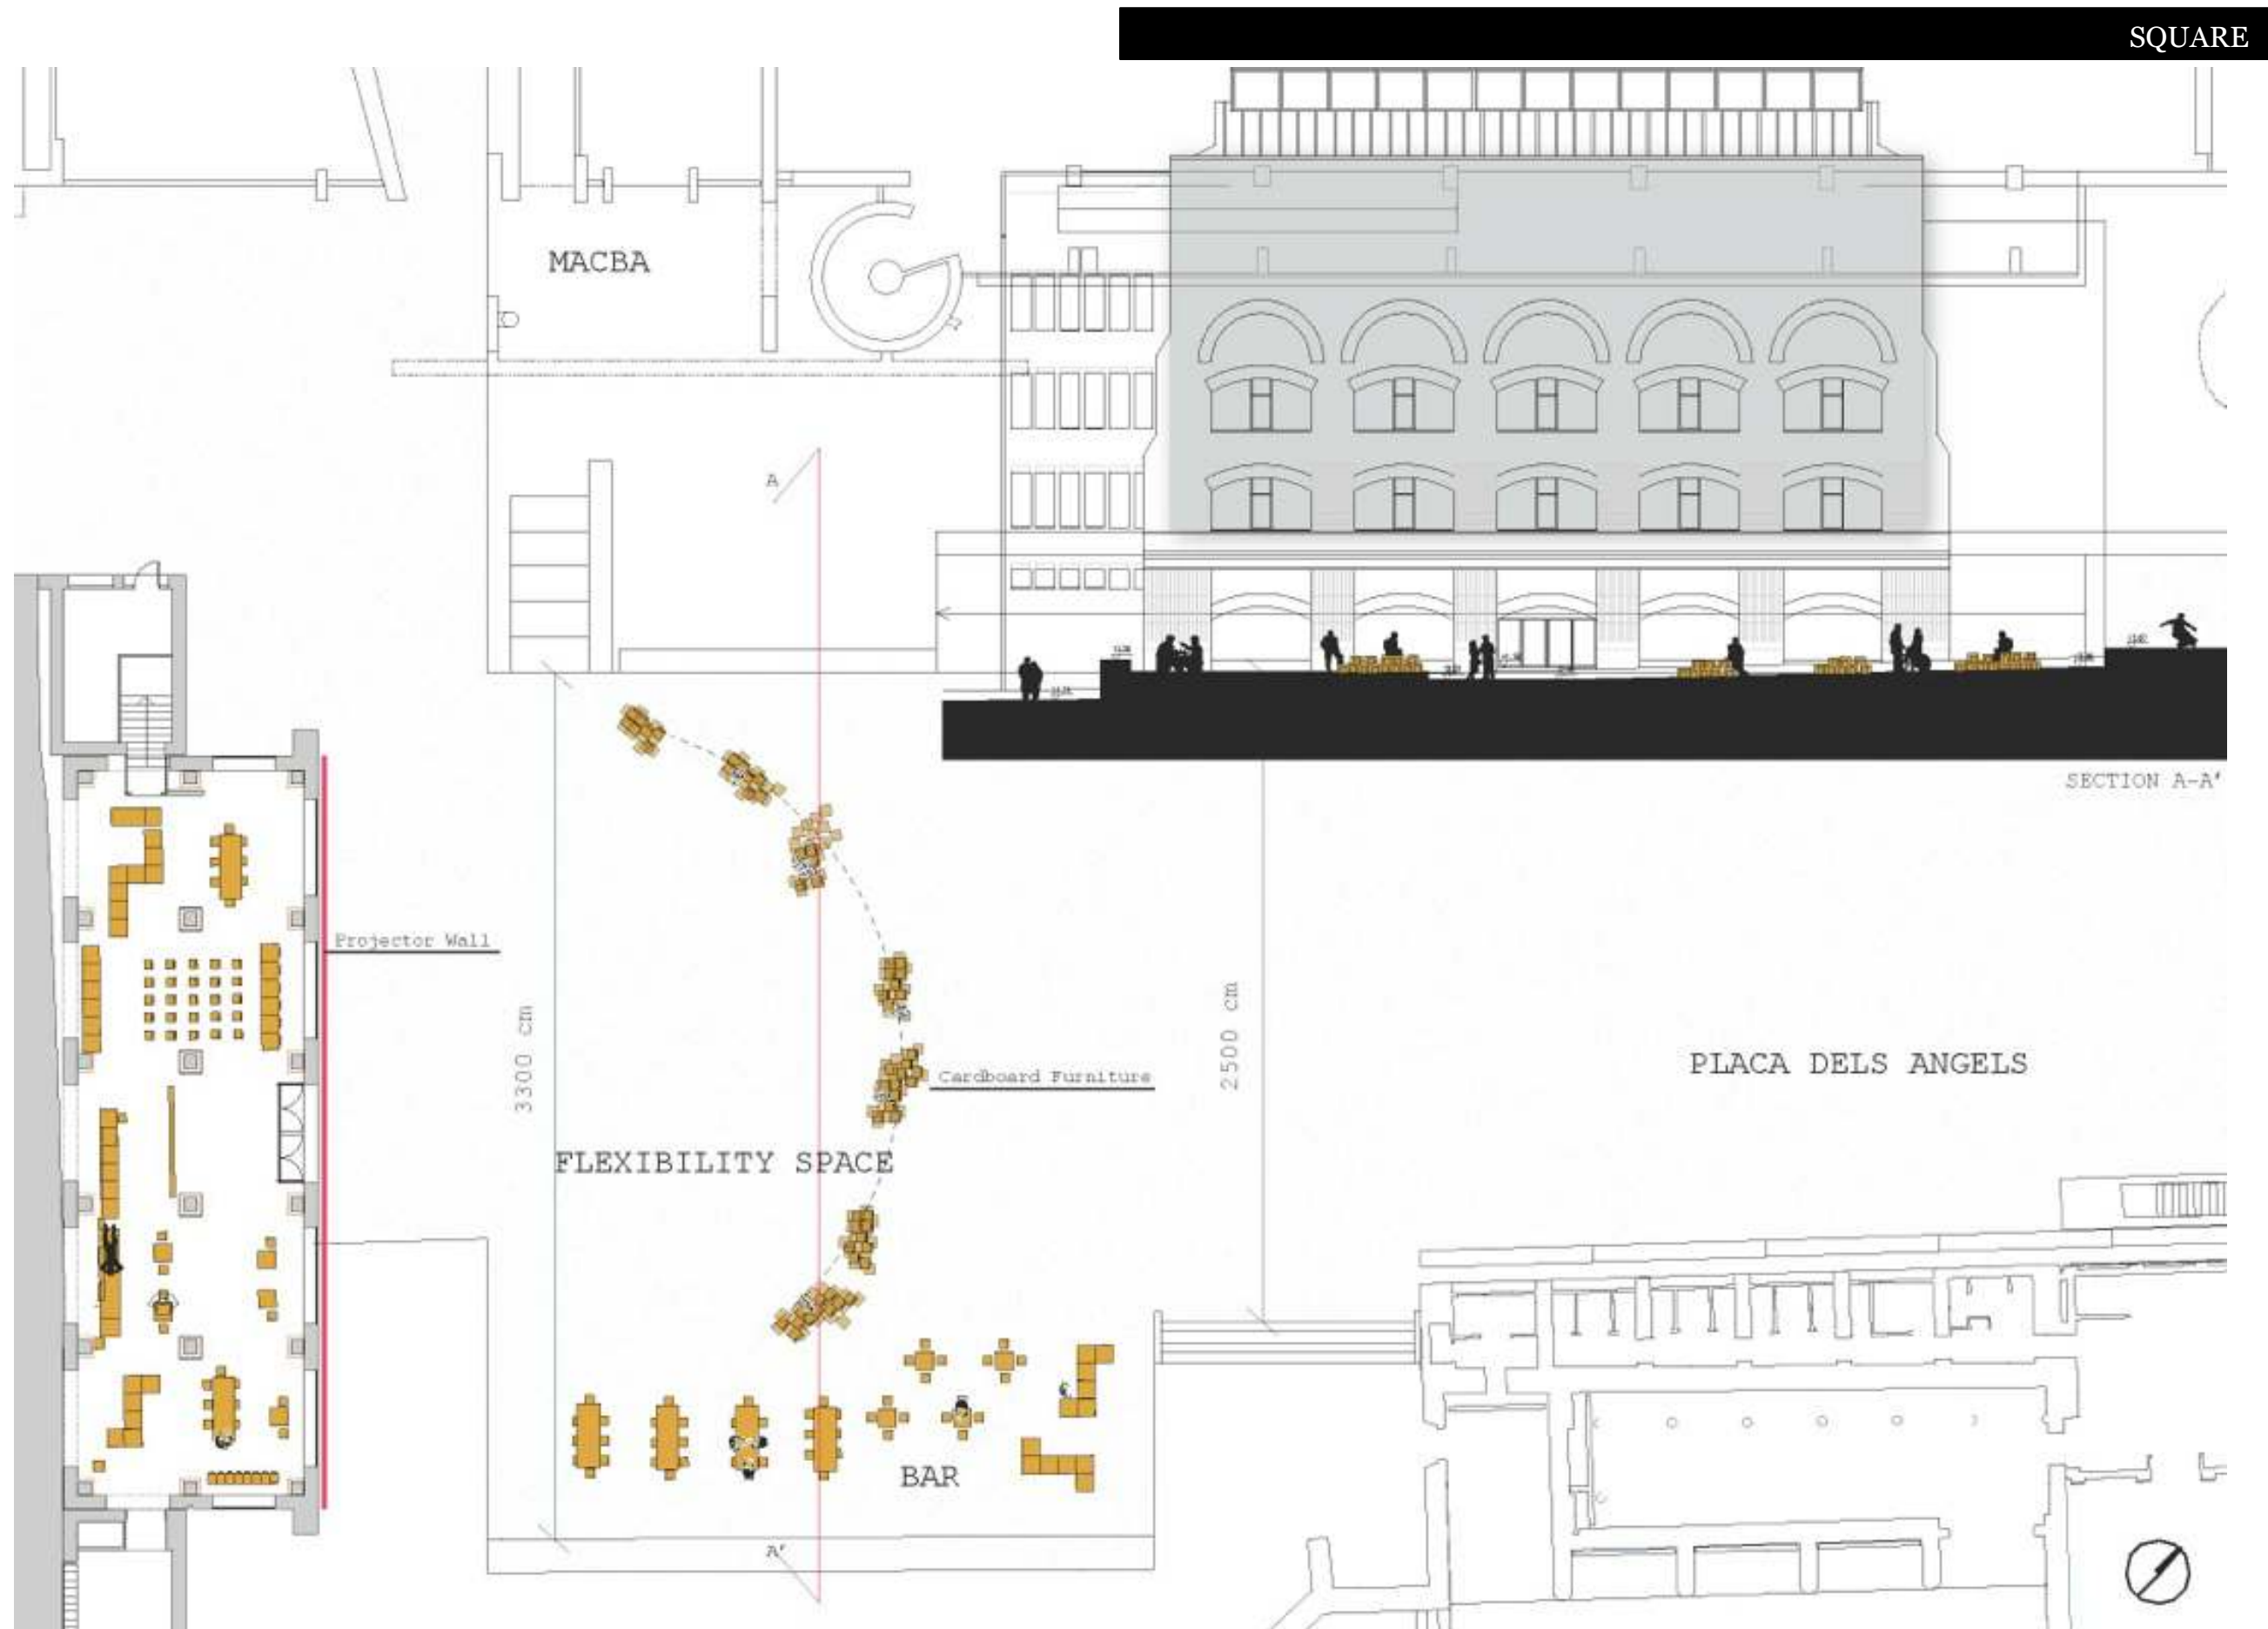 SQUARE
MACBA
A
SECTION A-A'
Projector Wall
3300 cm
2500 cm
Cardboard Furniture
PLACA DELS ANGELS
FLEXIBILITY SPACE
BAR
A'